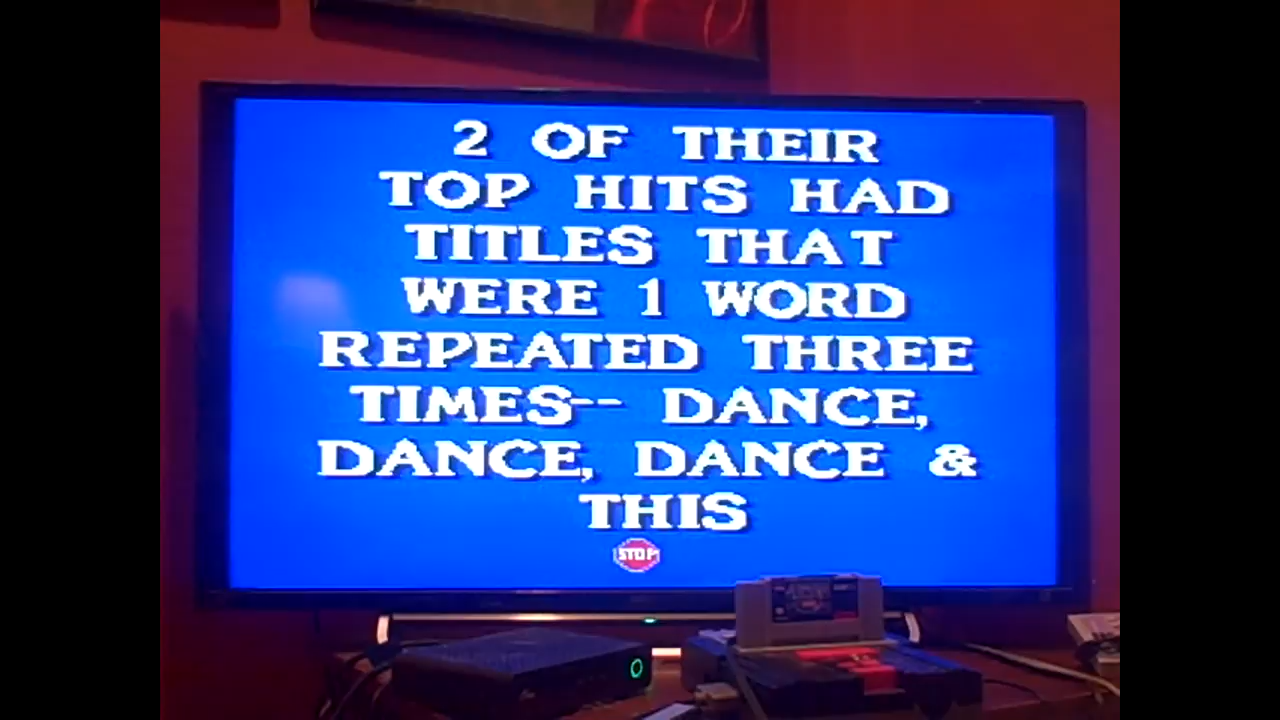 2 OF THEIR
TOP HITS HAD
TITLES THAT
WERE 1 WORD
REPEATED THREE
TIMES-- DANCE,
DANCE, DANCE &
THIS
STOP